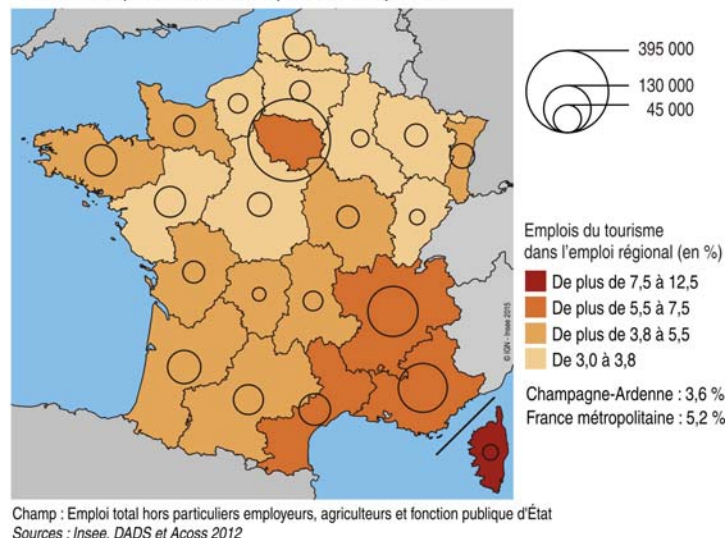 395 000
130 000
45 000
Emplois du tourisme
dans l'emploi régional (en %)
De plus de 7,5 à 12,5
De plus de 5,5 à 7,5
De plus de 3,8 à 5,5
De 3,0 à 3,8
© IGN - Insee 2015
Champagne-Ardenne : 3,6 %
France métropolitaine : 5,2 %
Champ : Emploi total hors particuliers employeurs, agriculteurs et fonction publique d'État
Sources : Insee, DADS et Acoss 2012